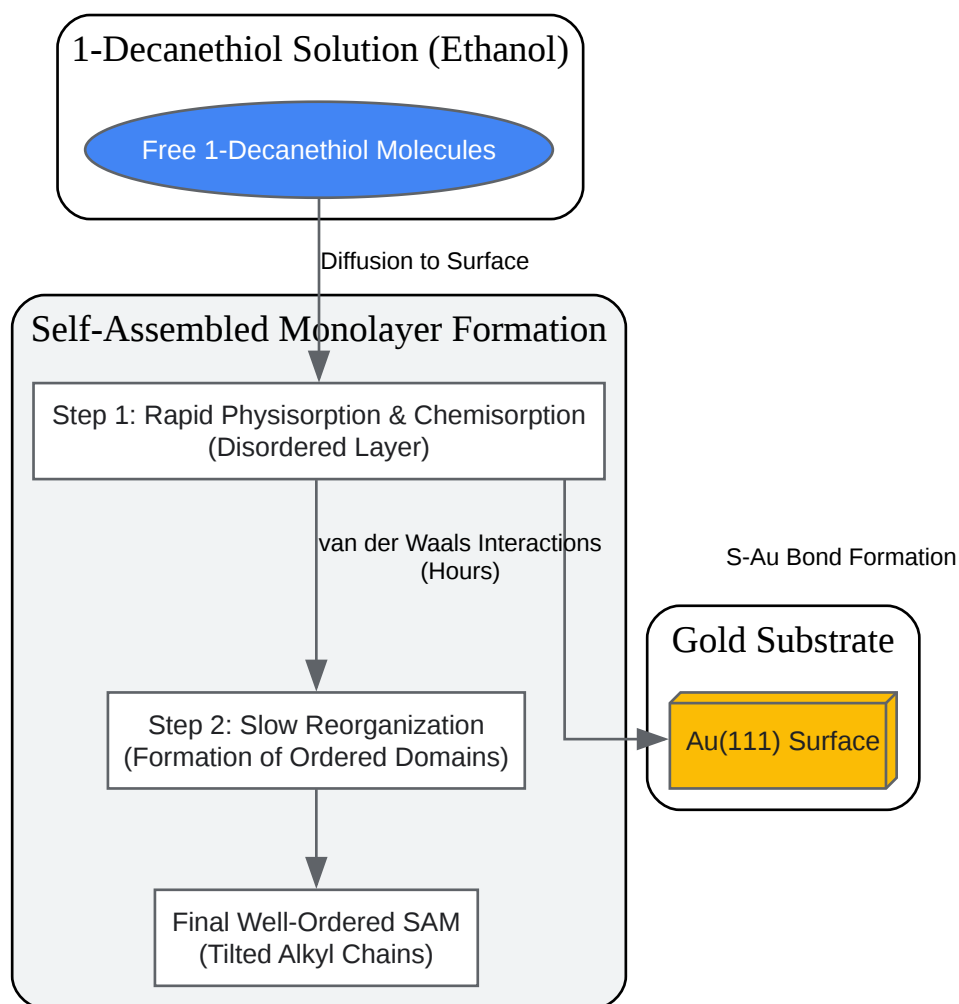 1-Decanethiol Solution (Ethanol)
Free 1-Decanethiol Molecules
Diffusion to Surface
Self-Assembled Monolayer Formation
Step 1: Rapid Physisorption & Chemisorption
(Disordered Layer)
van der Waals Interactions
(Hours)
S-Au Bond Formation
Gold Substrate
Au(111) Surface
Step 2: Slow Reorganization
(Formation of Ordered Domains)
Final Well-Ordered SAM
(Tilted Alkyl Chains)